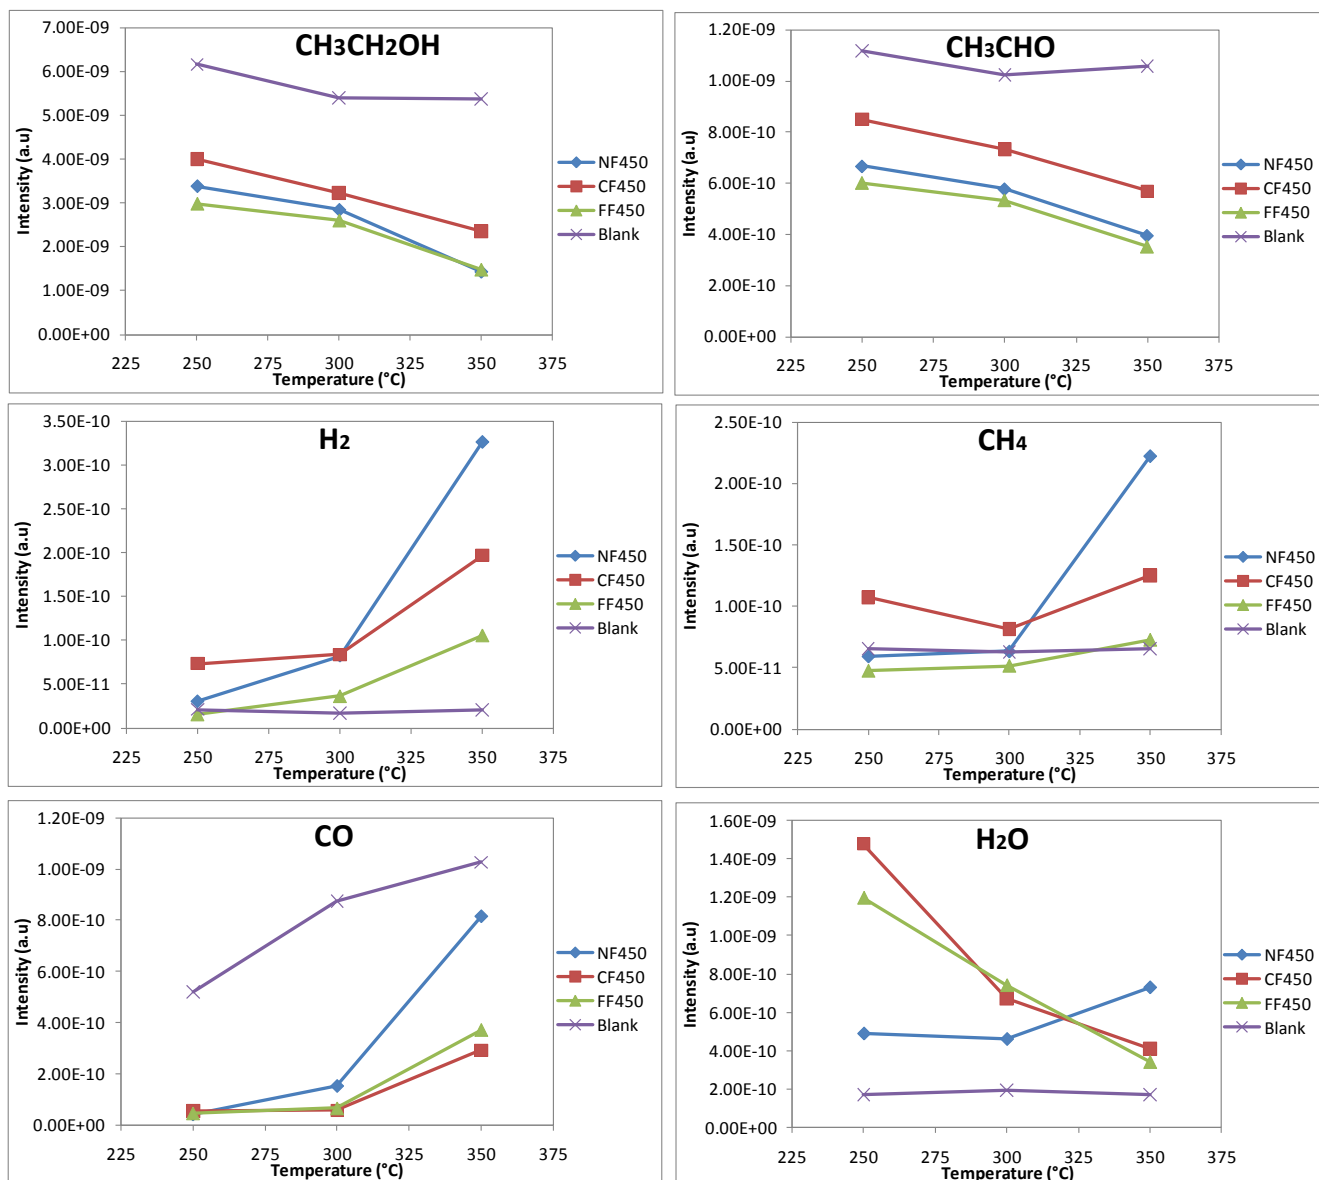 CH3CH2OH
7.00E-09
6.00E-09
5.00E-09
4.00E-09
3.00E-09
2.00E-09
1.00E-09
0.00E+00
Intensity (a.u)
225 250 275 300 325 350 375
Temperature (°C)
NF450
CF450
FF450
Blank
CH3CHO
1.20E-09
1.00E-09
8.00E-10
6.00E-10
4.00E-10
2.00E-10
0.00E+00
Intensity (a.u)
225 250 275 300 325 350 375
Temperature (°C)
NF450
CF450
FF450
Blank
H2
3.50E-10
3.00E-10
2.50E-10
2.00E-10
1.50E-10
1.00E-10
5.00E-11
0.00E+00
Intensity (a.u)
225 250 275 300 325 350 375
Temperature (°C)
NF450
CF450
FF450
Blank
CH4
2.50E-10
2.00E-10
1.50E-10
1.00E-10
5.00E-11
0.00E+00
Intensity (a.u)
225 250 275 300 325 350 375
Temperature (°C)
NF450
CF450
FF450
Blank
CO
1.20E-09
1.00E-09
8.00E-10
6.00E-10
4.00E-10
2.00E-10
0.00E+00
Intensity (a.u)
225 250 275 300 325 350 375
Temperature (°C)
NF450
CF450
FF450
Blank
H2O
1.60E-09
1.40E-09
1.20E-09
1.00E-09
8.00E-10
6.00E-10
4.00E-10
2.00E-10
0.00E+00
Intensity (a.u)
225 250 275 300 325 350 375
Temperature (°C)
NF450
CF450
FF450
Blank